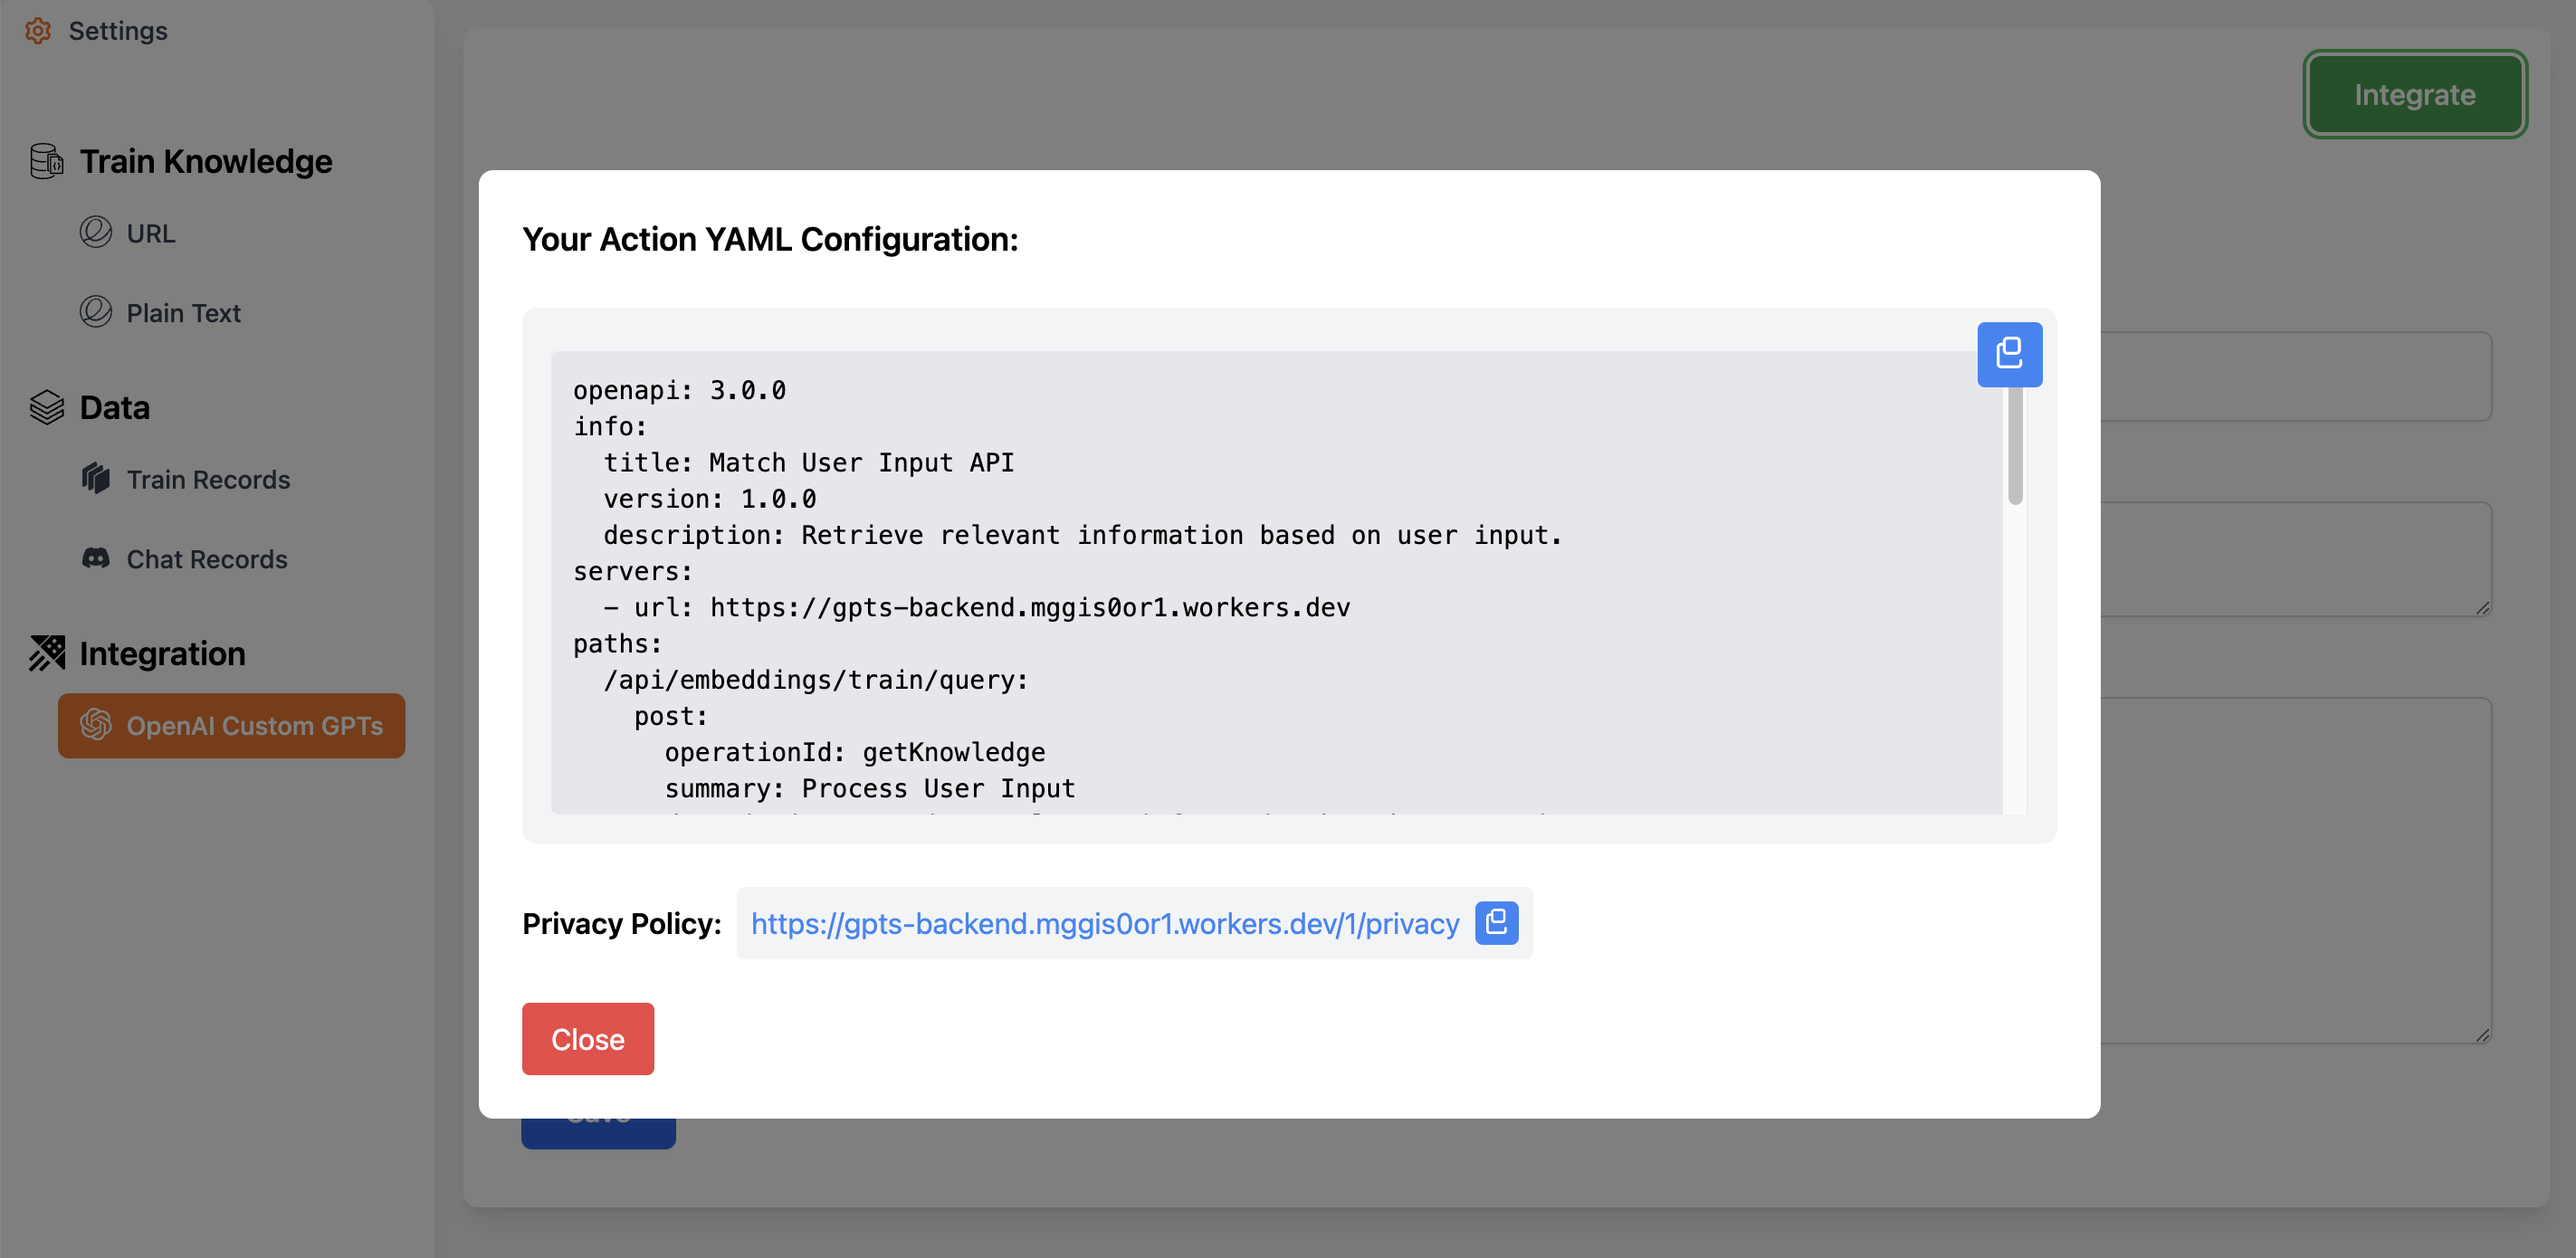 Settings
Integrate
Train Knowledge
URL
Plain Text
Data
Train Records
Chat Records
Integration
OpenAI Custom GPTs
Your Action YAML Configuration:
openapi: 3.0.0
info:
  title: Match User Input API
  version: 1.0.0
  description: Retrieve relevant information based on user input.
servers:
  - url: https://gpts-backend.mggis0or1.workers.dev
paths:
  /api/embeddings/train/query:
    post:
      operationId: getKnowledge
      summary: Process User Input
Privacy Policy: https://gpts-backend.mggis0or1.workers.dev/1/privacy
Close